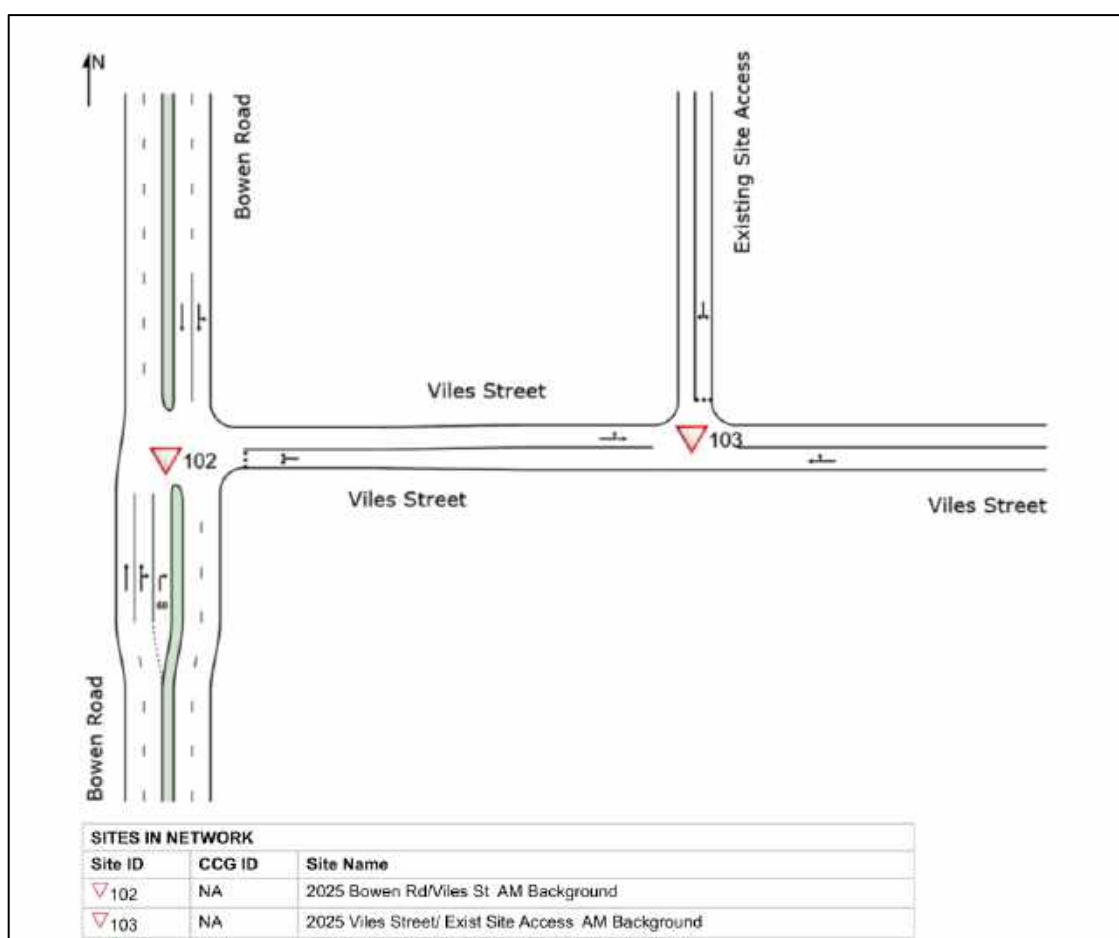 N
Bowen Road
Existing Site Access
Viles Street
103
102
Viles Street
Viles Street
60
Bowen Road
SITES IN NETWORK
Site ID CCG ID Site Name
102 NA 2025 Bowen Rd/Viles St AM Background
103 NA 2025 Viles Street/ Exist Site Access AM Background